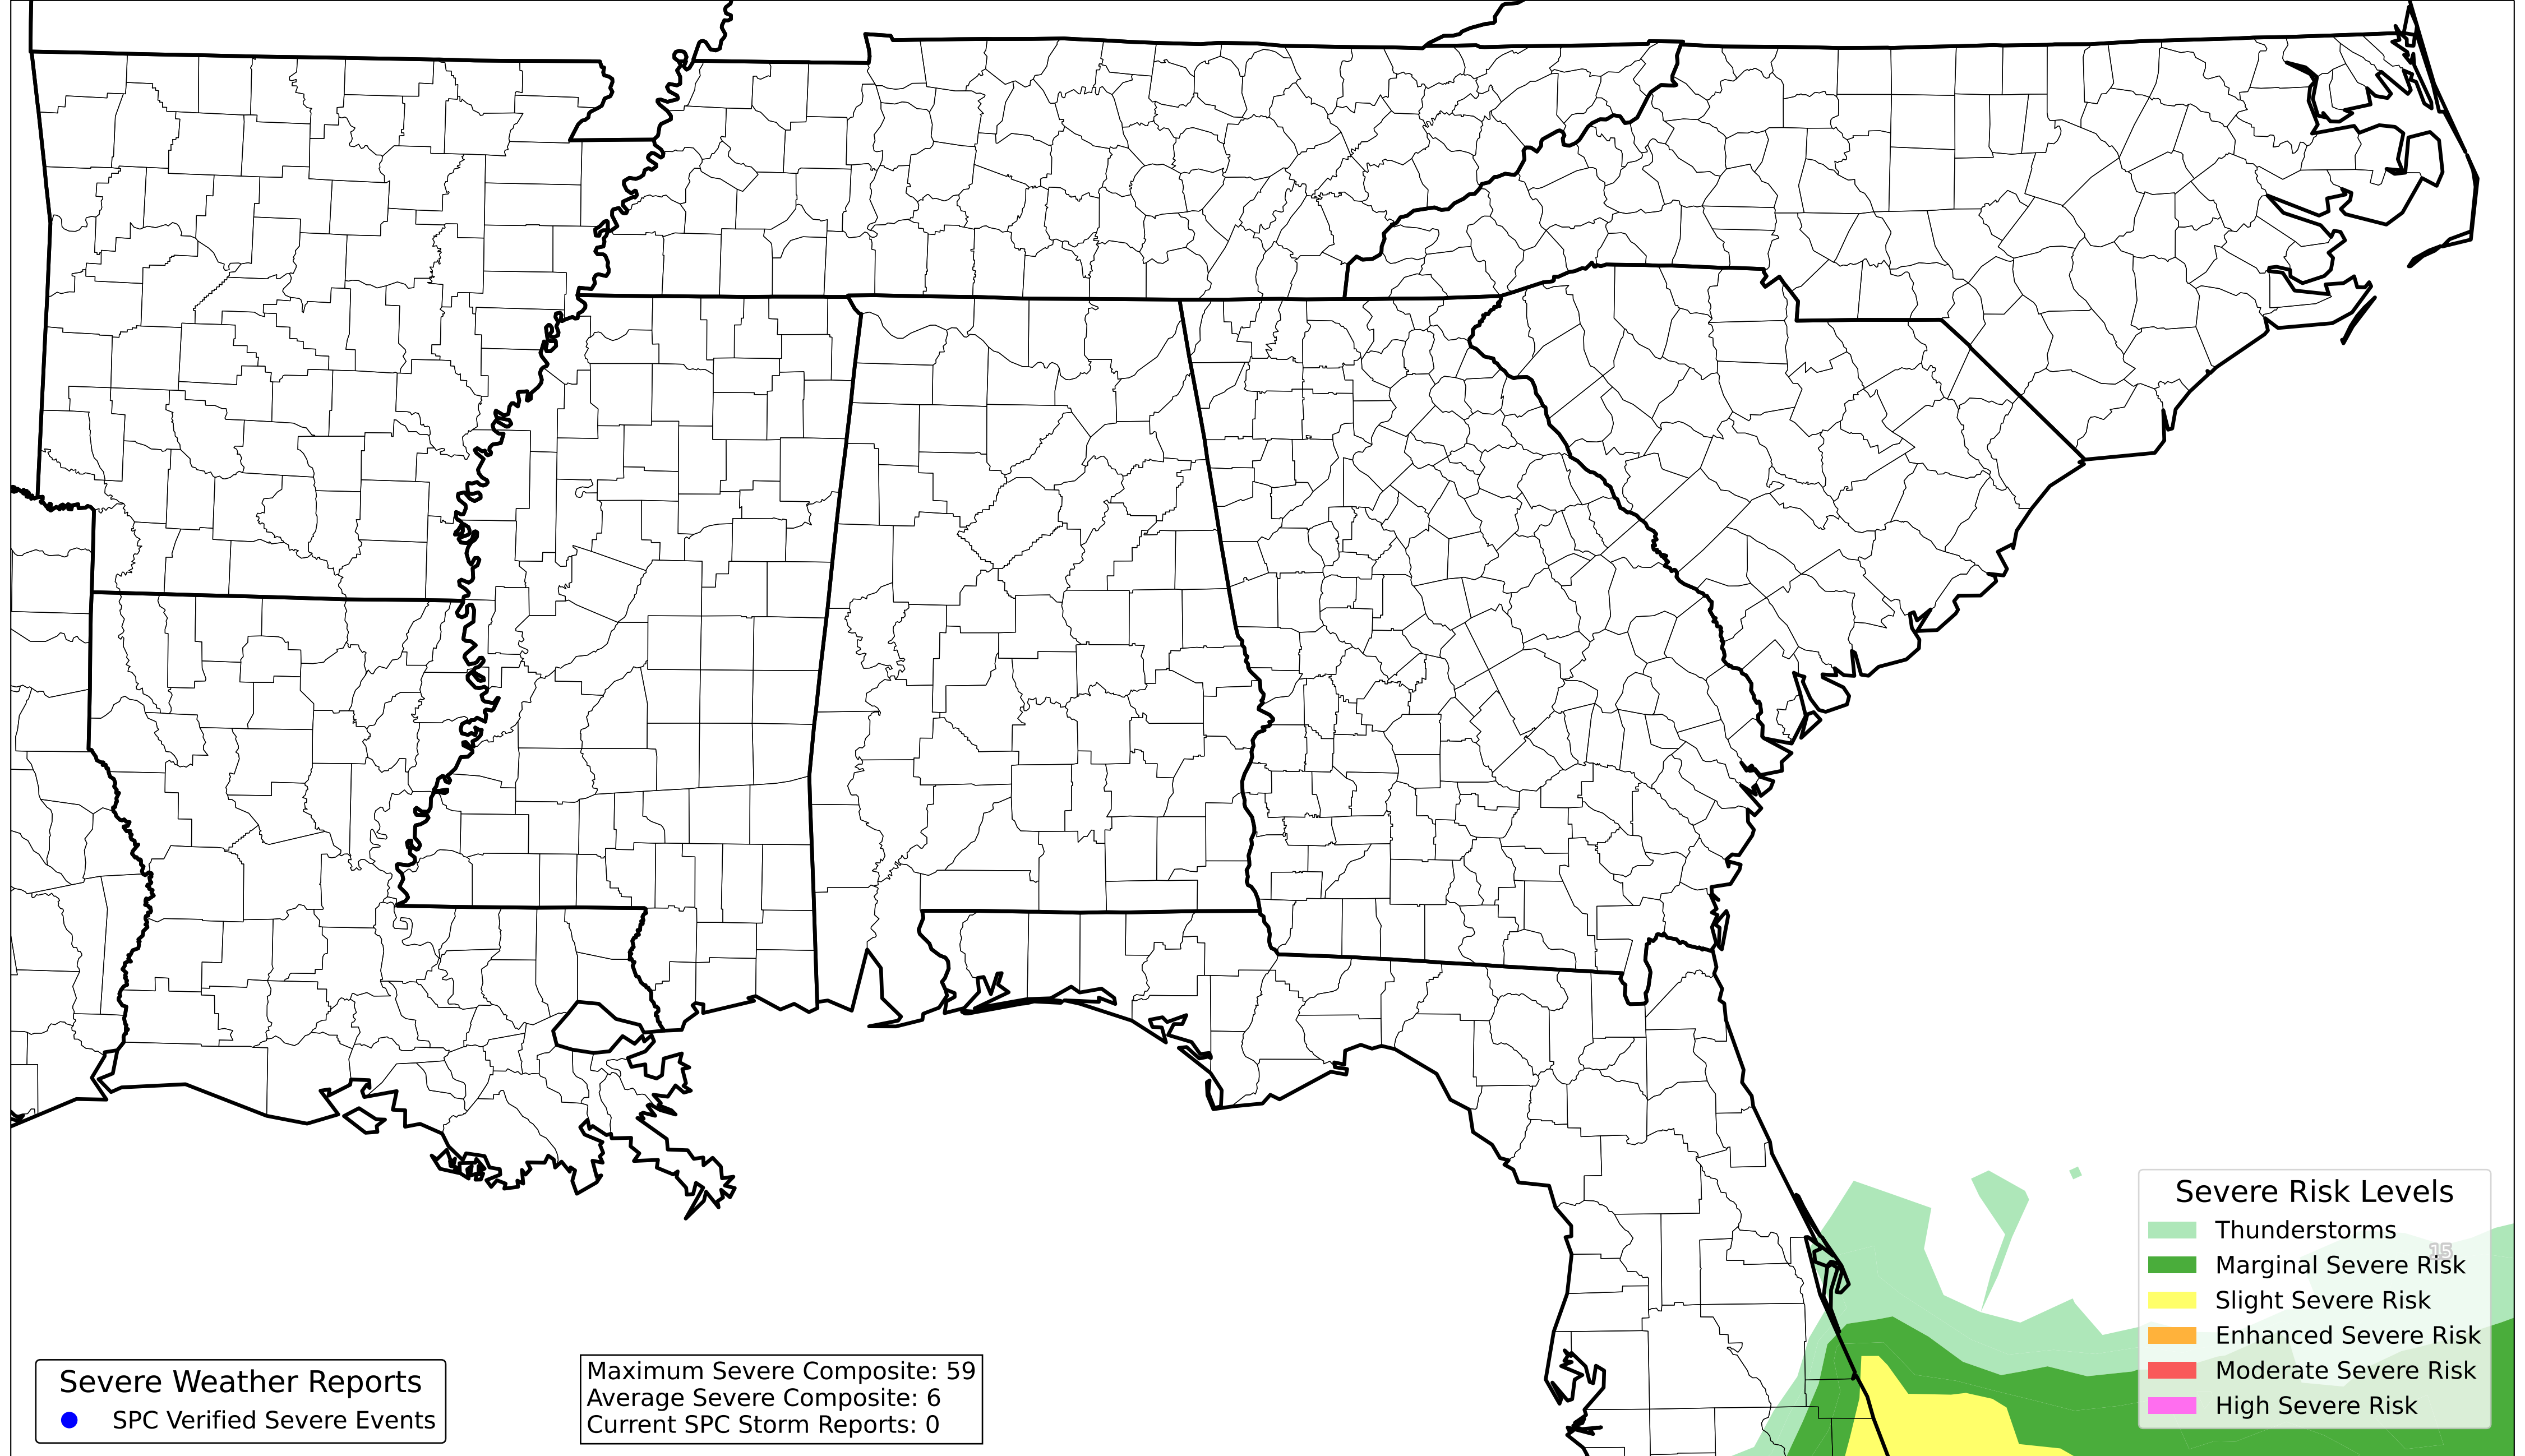 Severe Risk Levels
Thunderstorms
15
Marginal Severe Risk
Slight Severe Risk
Enhanced Severe Risk
Moderate Severe Risk
High Severe Risk
Severe Weather Reports
SPC Verified Severe Events
Maximum Severe Composite: 59
Average Severe Composite: 6
Current SPC Storm Reports: 0